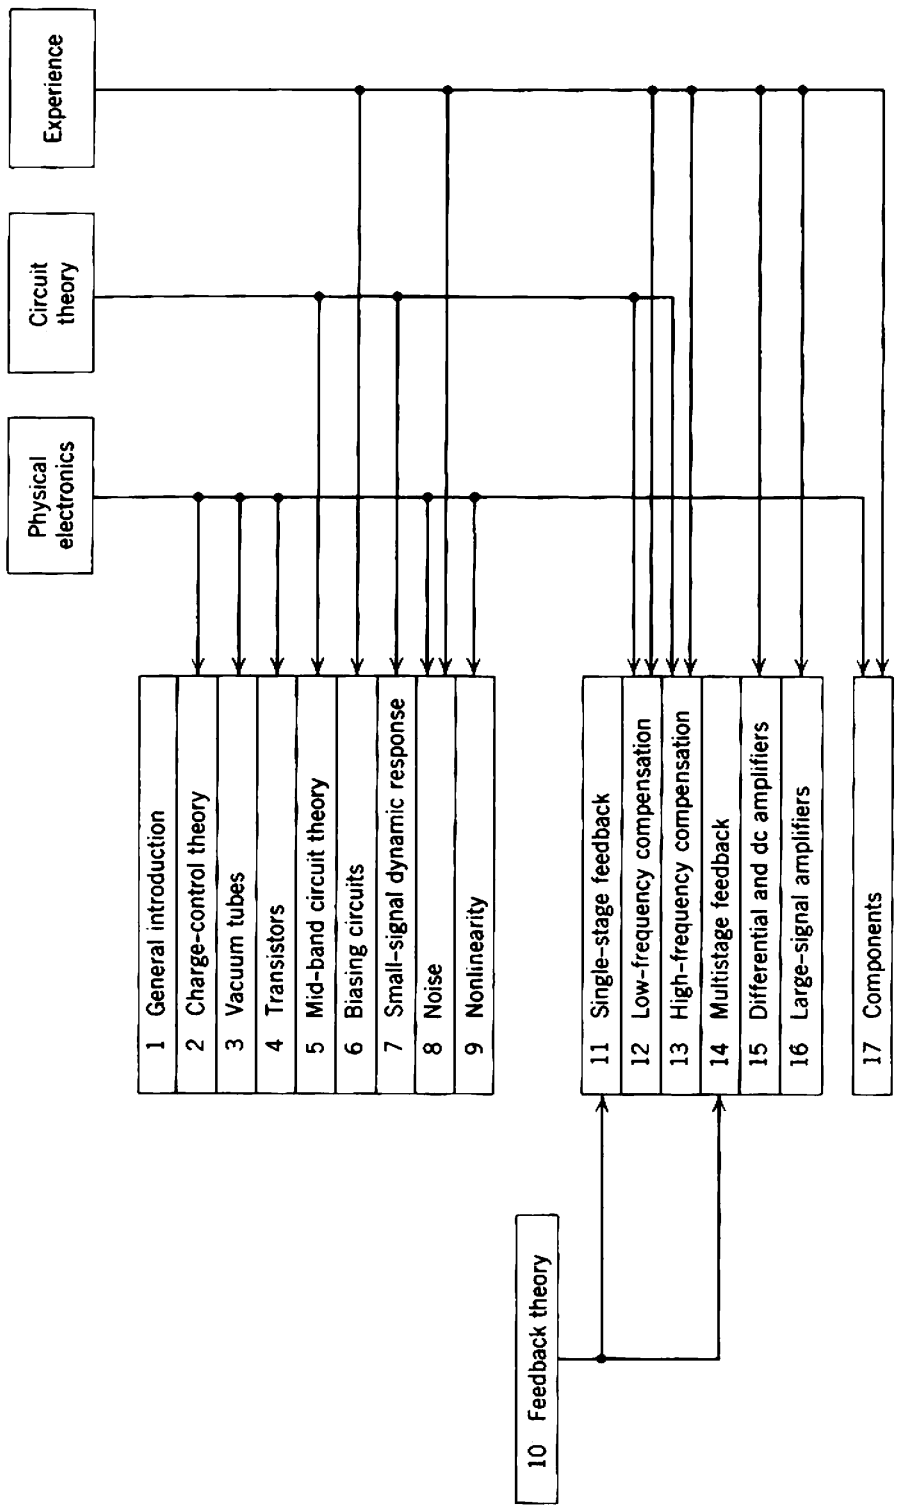 Physical
electronics
Circuit
theory
Experience
1 General introduction
2 Charge-control theory
3 Vacuum tubes
4 Transistors
5 Mid-band circuit theory
6 Biasing circuits
7 Small-signal dynamic response
8 Noise
9 Nonlinearity
10 Feedback theory
11 Single-stage feedback
12 Low-frequency compensation
13 High-frequency compensation
14 Multistage feedback
15 Differential and dc amplifiers
16 Large-signal amplifiers
17 Components